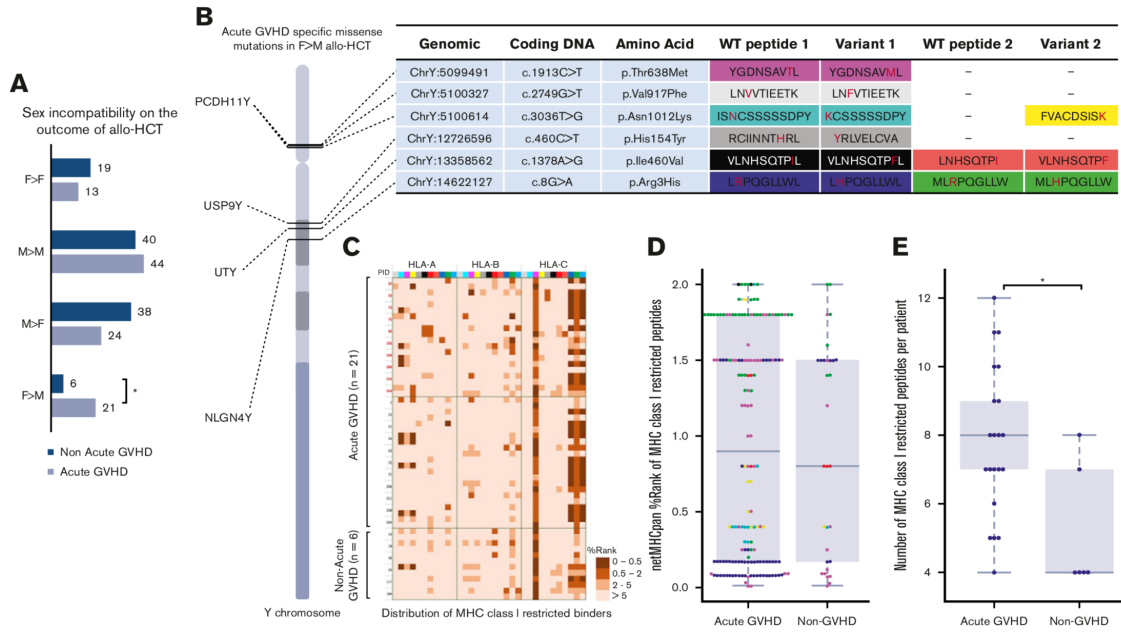 A
Sex incompatibility on the
outcome of allo-HCT
F>F
19
13
M>M
40
44
M>F
38
24
F>M
6
21
*
Non Acute GVHD
Acute GVHD
B
Acute GVHD specific missense
mutations in F>M allo-HCT
PCDH11Y
USP9Y
UTY
NLGN4Y
Y chromosome
Genomic Coding DNA Amino Acid WT peptide 1 Variant 1 WT peptide 2 Variant 2
ChrY:5099491 c.1913C>T p.Thr638Met YGDNSAVTL YGDNSAVML – –
ChrY:5100327 c.2749G>T p.Val917Phe LNVVTIEETK LNFVTIEETK – –
ChrY:5100614 c.3036T>G p.Asn1012Lys ISNCSSSSSDPY KCSSSSSDPY – FVACDSISK
ChrY:12726596 c.460C>T p.His154Tyr RCIINNTHRL YRLVELCVA – –
ChrY:13358562 c.1378A>G p.Ile460Val VLNHSQTPIL VLNHSQTPFL LNHSQTPI VLNHSQTPF
ChrY:14622127 c.8G>A p.Arg3His LRPQGLLWL LHPQGLLWL MLRPQGLLW MLHPQGLLW
C
PID
HLA-A HLA-B HLA-C
Acute GVHD (n = 21)
Non-Acute
GVHD (n = 6)
%Rank
0 – 0.5
0.5 – 2
2 - 5
> 5
Distribution of MHC class I restricted binders
D
netMHCpan %Rank of MHC class I restricted peptides
2.0
1.5
1.0
0.5
0.0
Acute GVHD Non-GVHD
E
Number of MHC class I restricted peptides per patient
12
10
8
6
4
*
Acute GVHD Non-GVHD